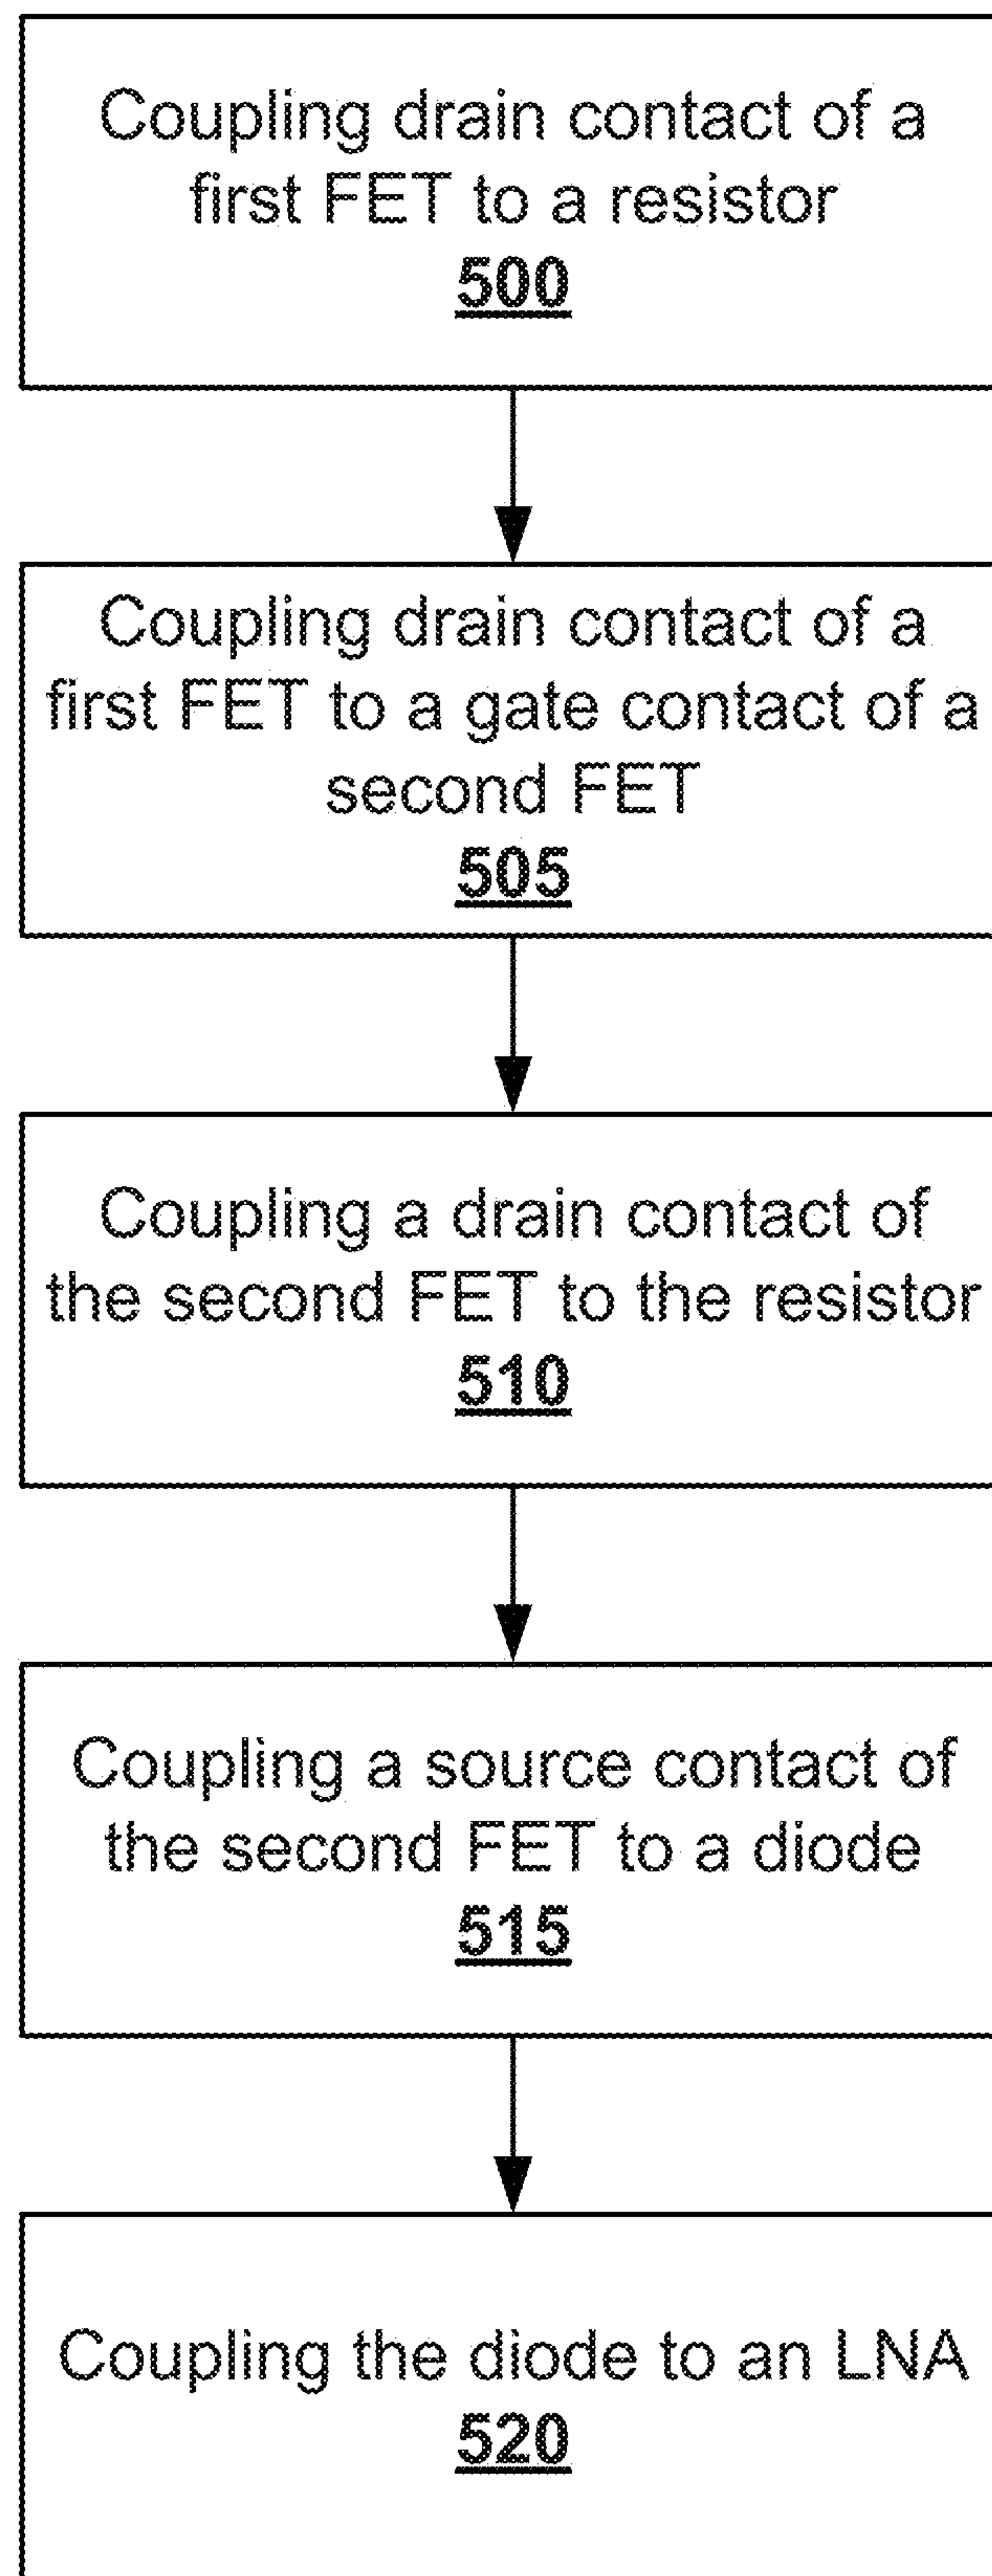 Coupling drain contact of a
first FET to a resistor
500
Coupling drain contact of a
first FET to a gate contact of a
second FET
505
Coupling a drain contact of
the second FET to the resistor
510
Coupling a source contact of
the second FET to a diode
515
Coupling the diode to an LNA
520